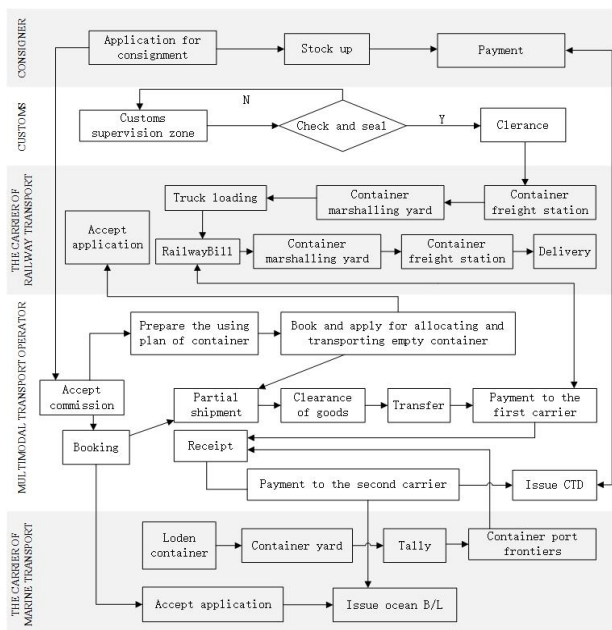 CONSIGNER
Application for
consignment
Stock up
Payment
CUSTOMS
N
Customs
supervision zone
Check and seal
Y
Clerance
THE CARRIER OF
RAILWAY TRANSPORT
Truck loading
Container
marshalling yard
Container
freight station
Accept
application
RailwayBill
Container
marshalling yard
Container
freight station
Delivery
MULTIMODAL TRANSPORT OPERATOR
Prepare the using
plan of container
Book and apply for allocating and
transporting empty container
Accept
commission
Partial
shipment
Clearance
of goods
Transfer
Payment to the
first carrier
Booking
Receipt
Payment to the second carrier
Issue CTD
THE CARRIER OF
MARINE TRANSPORT
Loden
container
Container yard
Tally
Container port
frontiers
Accept application
Issue ocean B/L